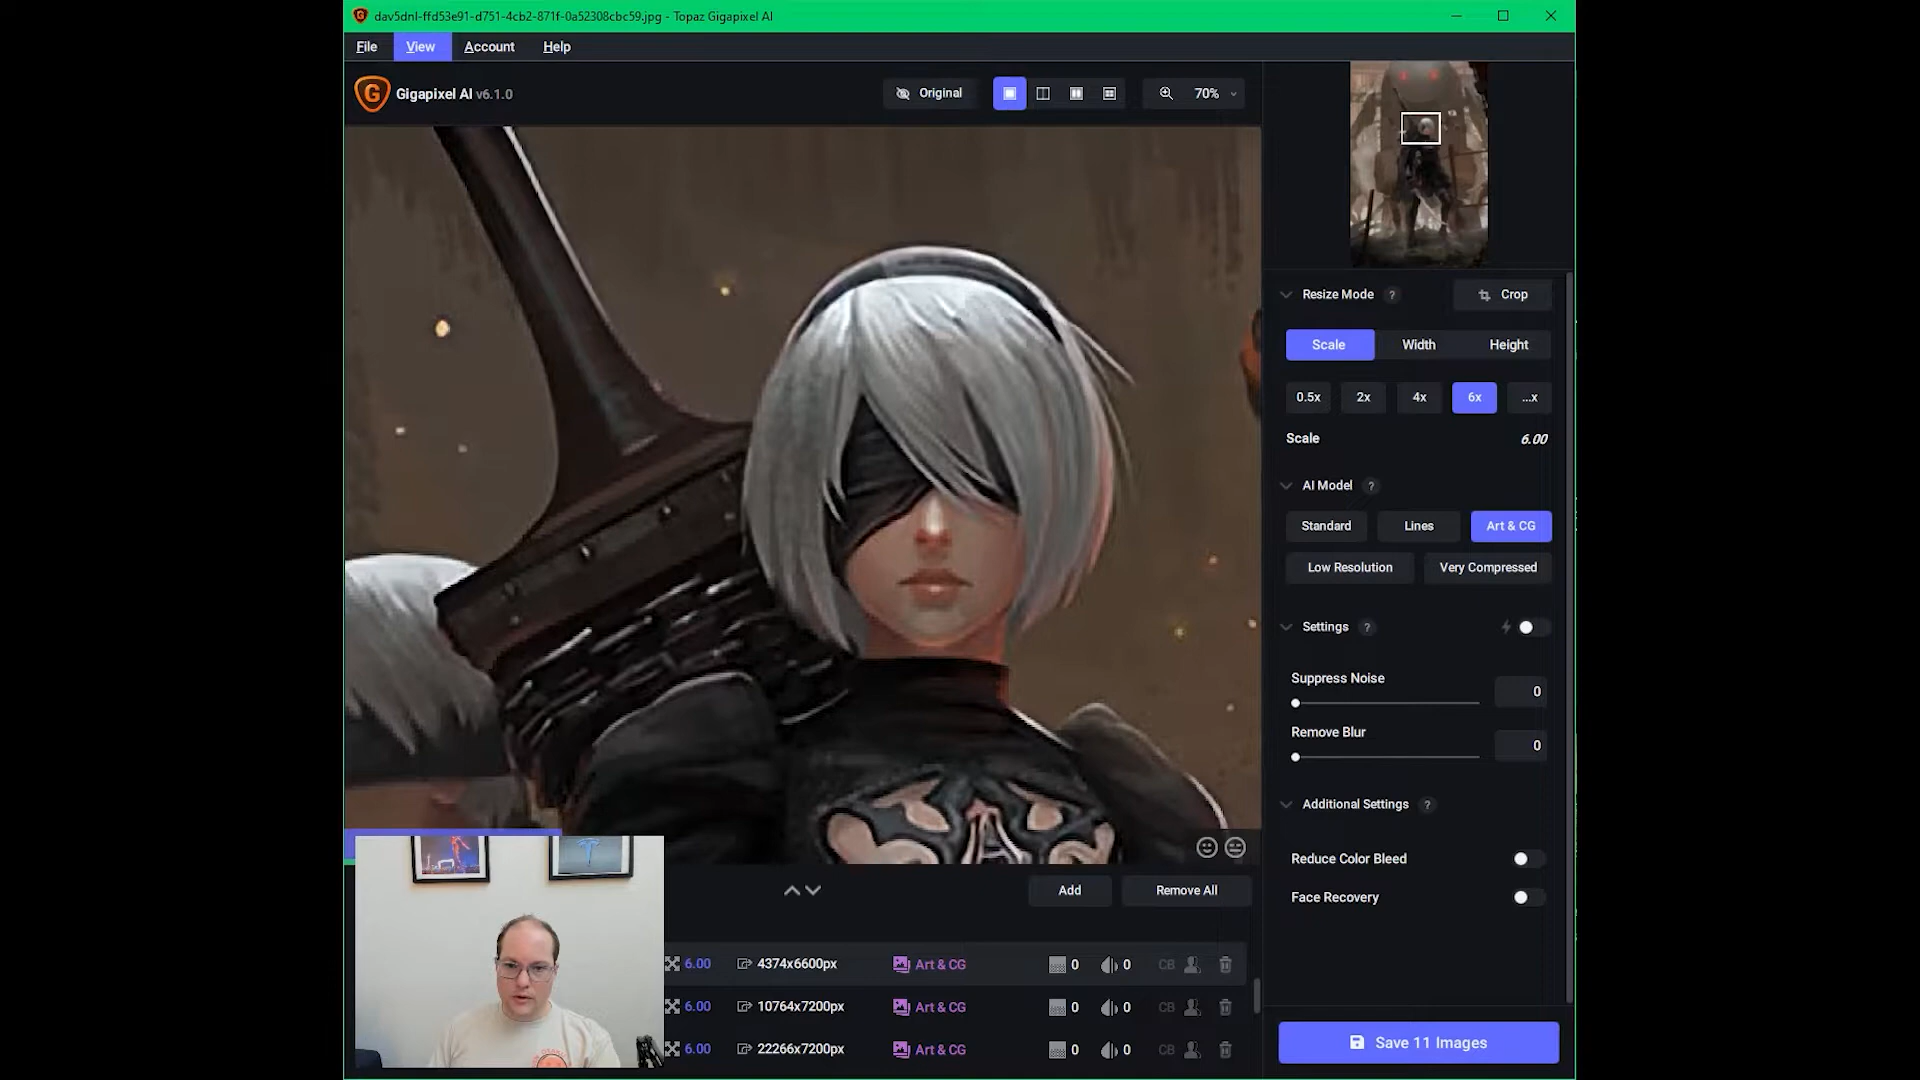 dav5dnl-ffd53e91-d751-4cb2-871f-0a52308cbc59.jpg - Topaz Gigapixel AI
File View Account Help
G Gigapixel AI v6.1.0
Original
70%
Resize Mode ? Crop
Scale Width Height
0.5x 2x 4x 6x ...x
Scale 6.00
AI Model ?
Standard Lines Art & CG
Low Resolution Very Compressed
Settings ?
Suppress Noise
0
Remove Blur
0
Additional Settings ?
Reduce Color Bleed
Face Recovery
Add Remove All
6.00 4374x6600px Art & CG 0 0 CB
6.00 10764x7200px Art & CG 0 0 CB
6.00 22266x7200px Art & CG 0 0 CB
Save 11 Images